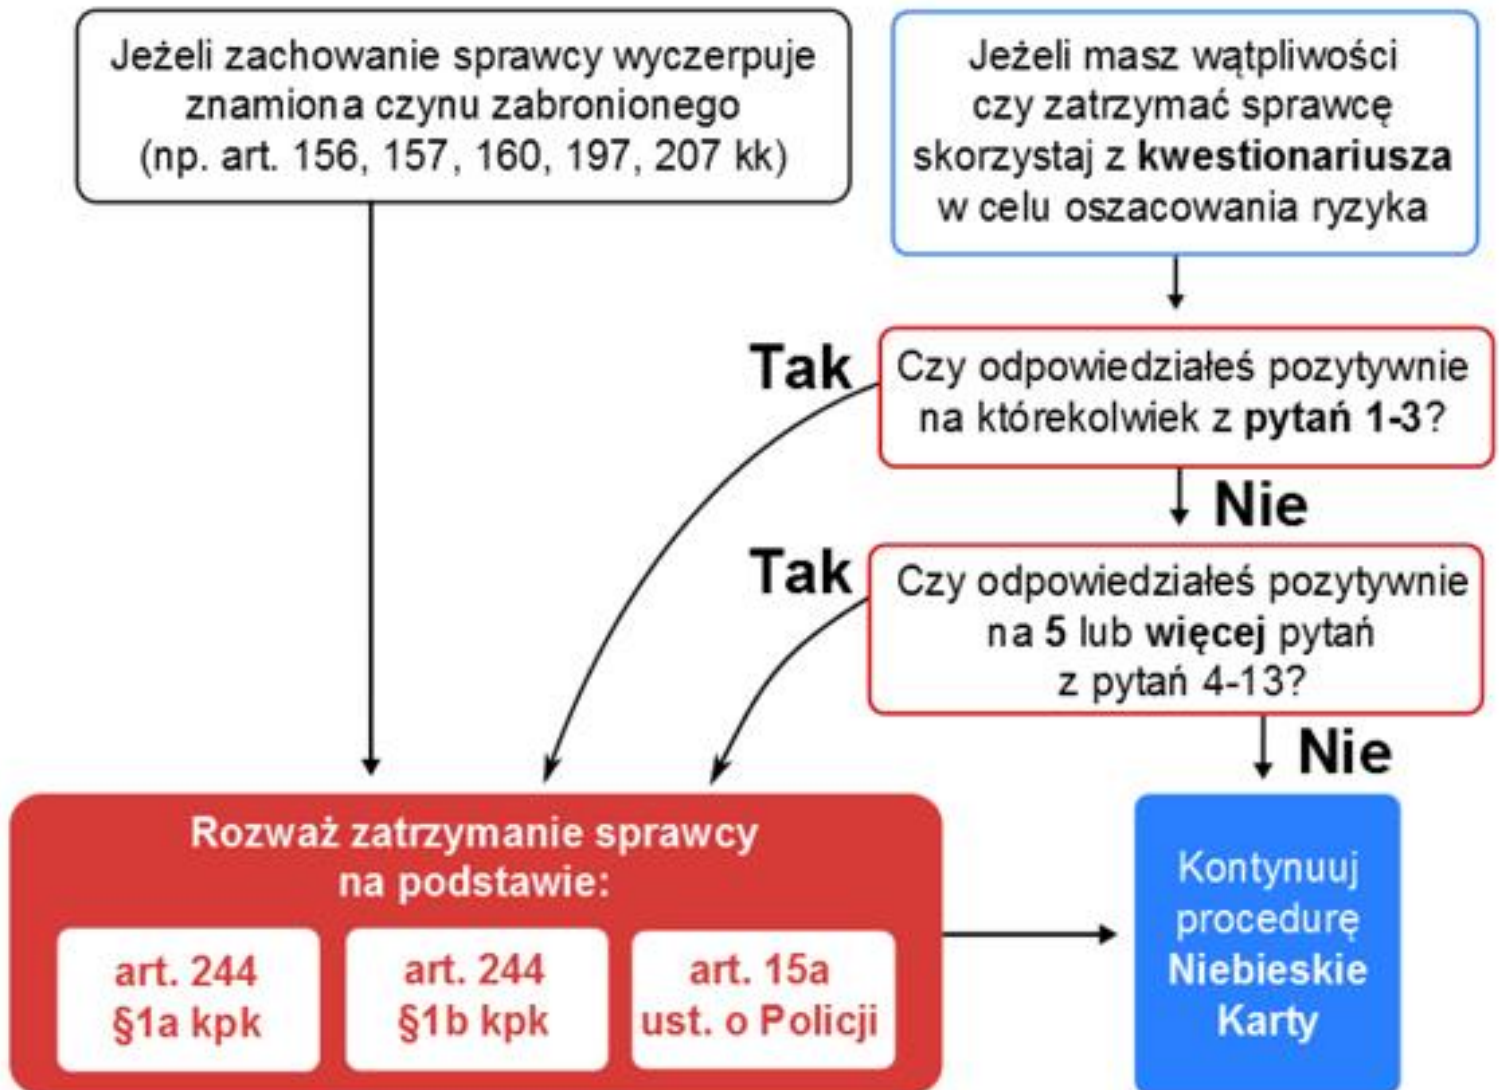 Jeżeli zachowanie sprawcy wyczerpuje
znamiona czynu zabronionego
(np. art. 156, 157, 160, 197, 207 kk)
Jeżeli masz wątpliwości
czy zatrzymać sprawcę
skorzystaj z kwestionariusza
w celu oszacowania ryzyka
Tak
Czy odpowiedziałeś pozytywnie
na którekolwiek z pytań 1-3?
Nie
Tak
Czy odpowiedziałeś pozytywnie
na 5 lub więcej pytań
z pytań 4-13?
Nie
Rozważ zatrzymanie sprawcy
na podstawie:
art. 244
§1a kpk
art. 244
§1b kpk
art. 15a
ust. o Policji
Kontynuuj
procedurę
Niebieskie
Karty